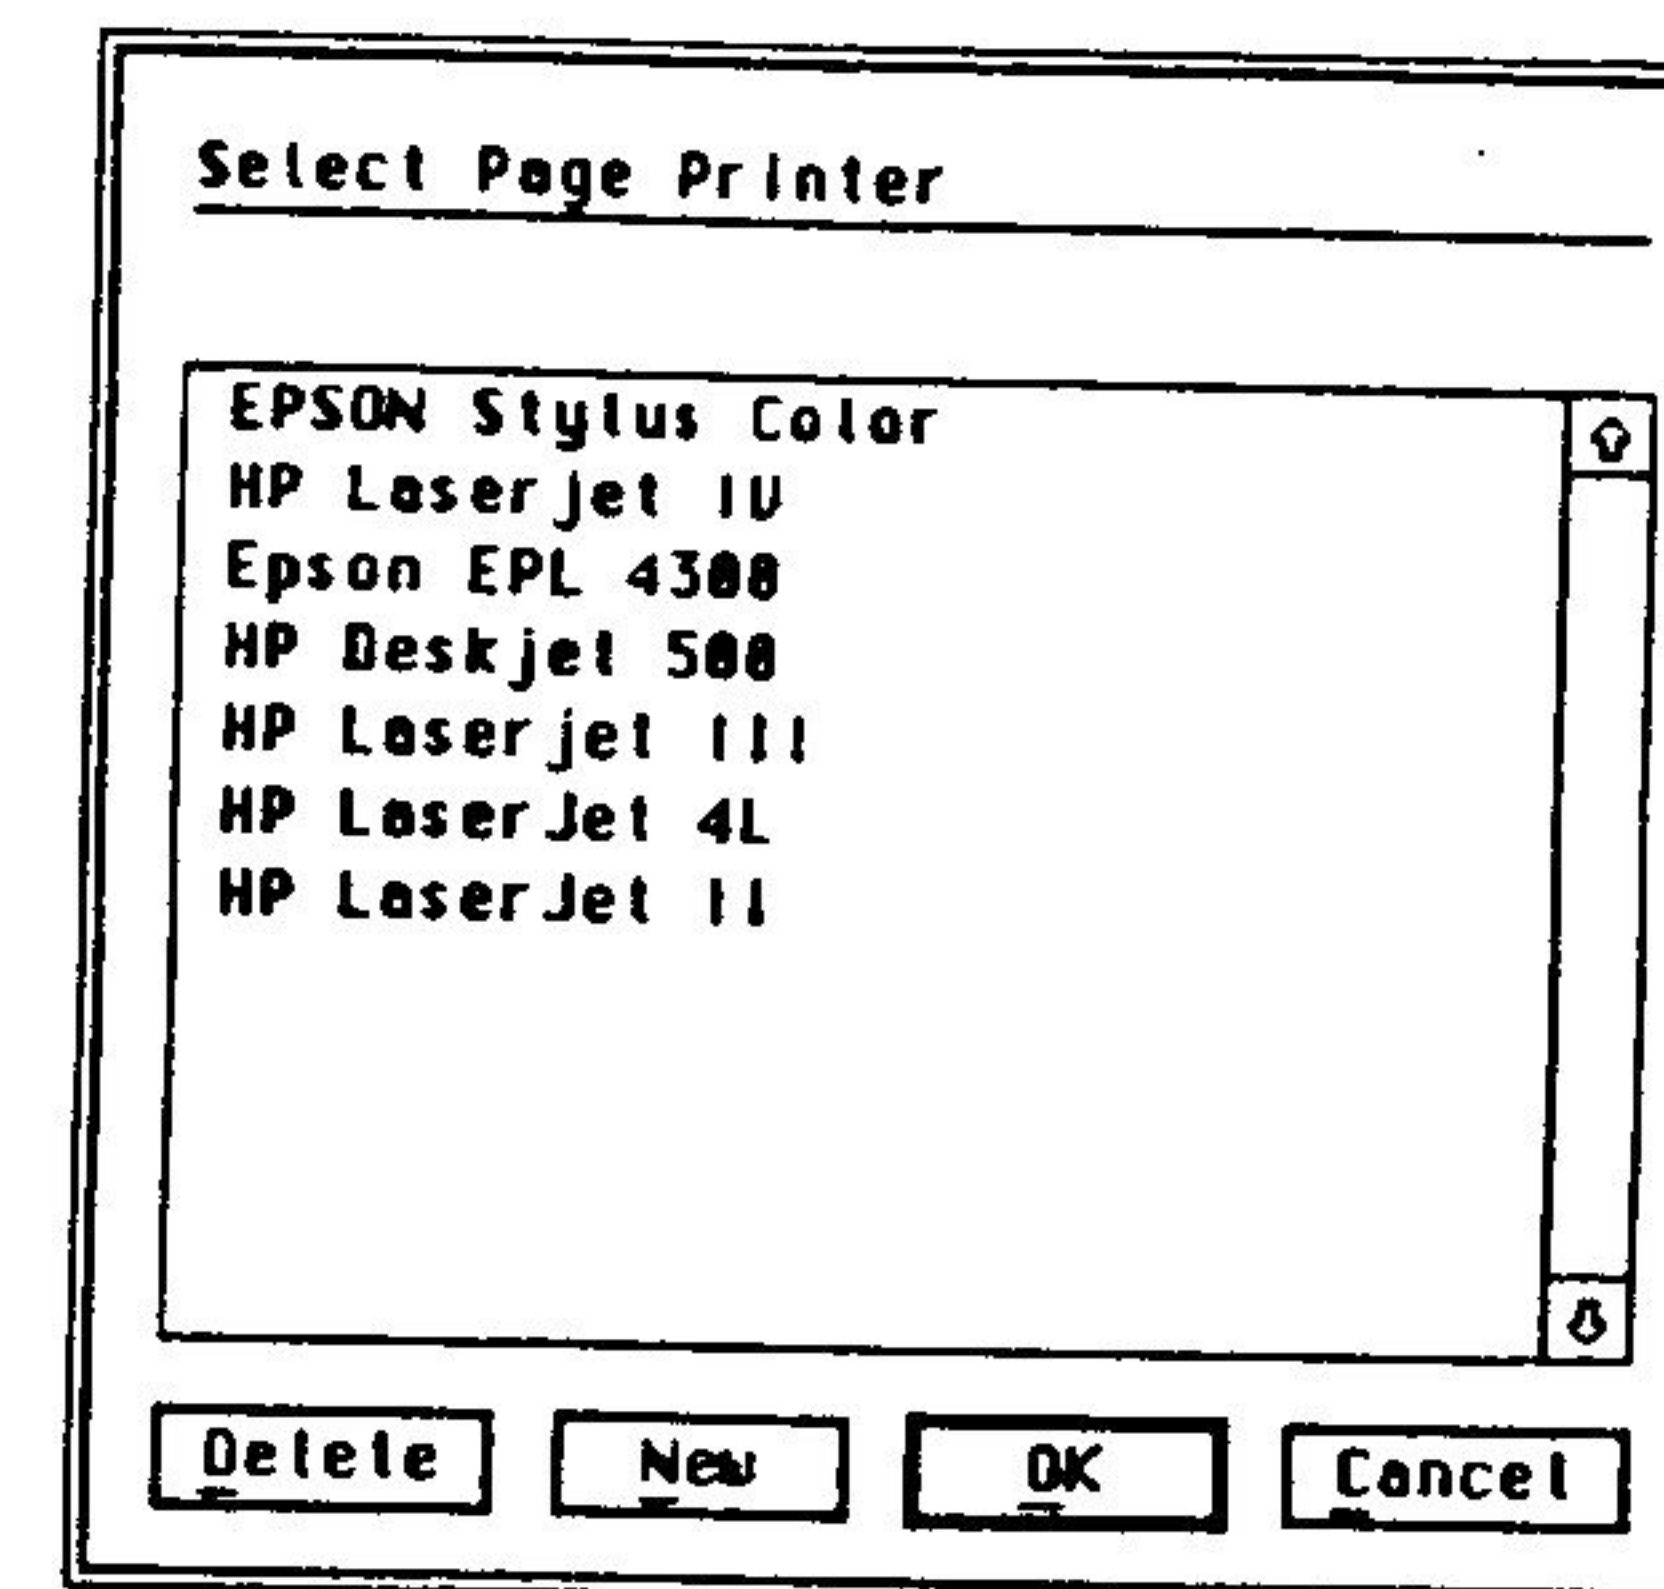 Select Page Printer
EPSON Stylus Color
HP Laserjet IV
Epson EPL 4300
HP Deskjet 500
HP Laserjet III
HP LaserJet 4L
HP LaserJet II
Delete New OK Cancel